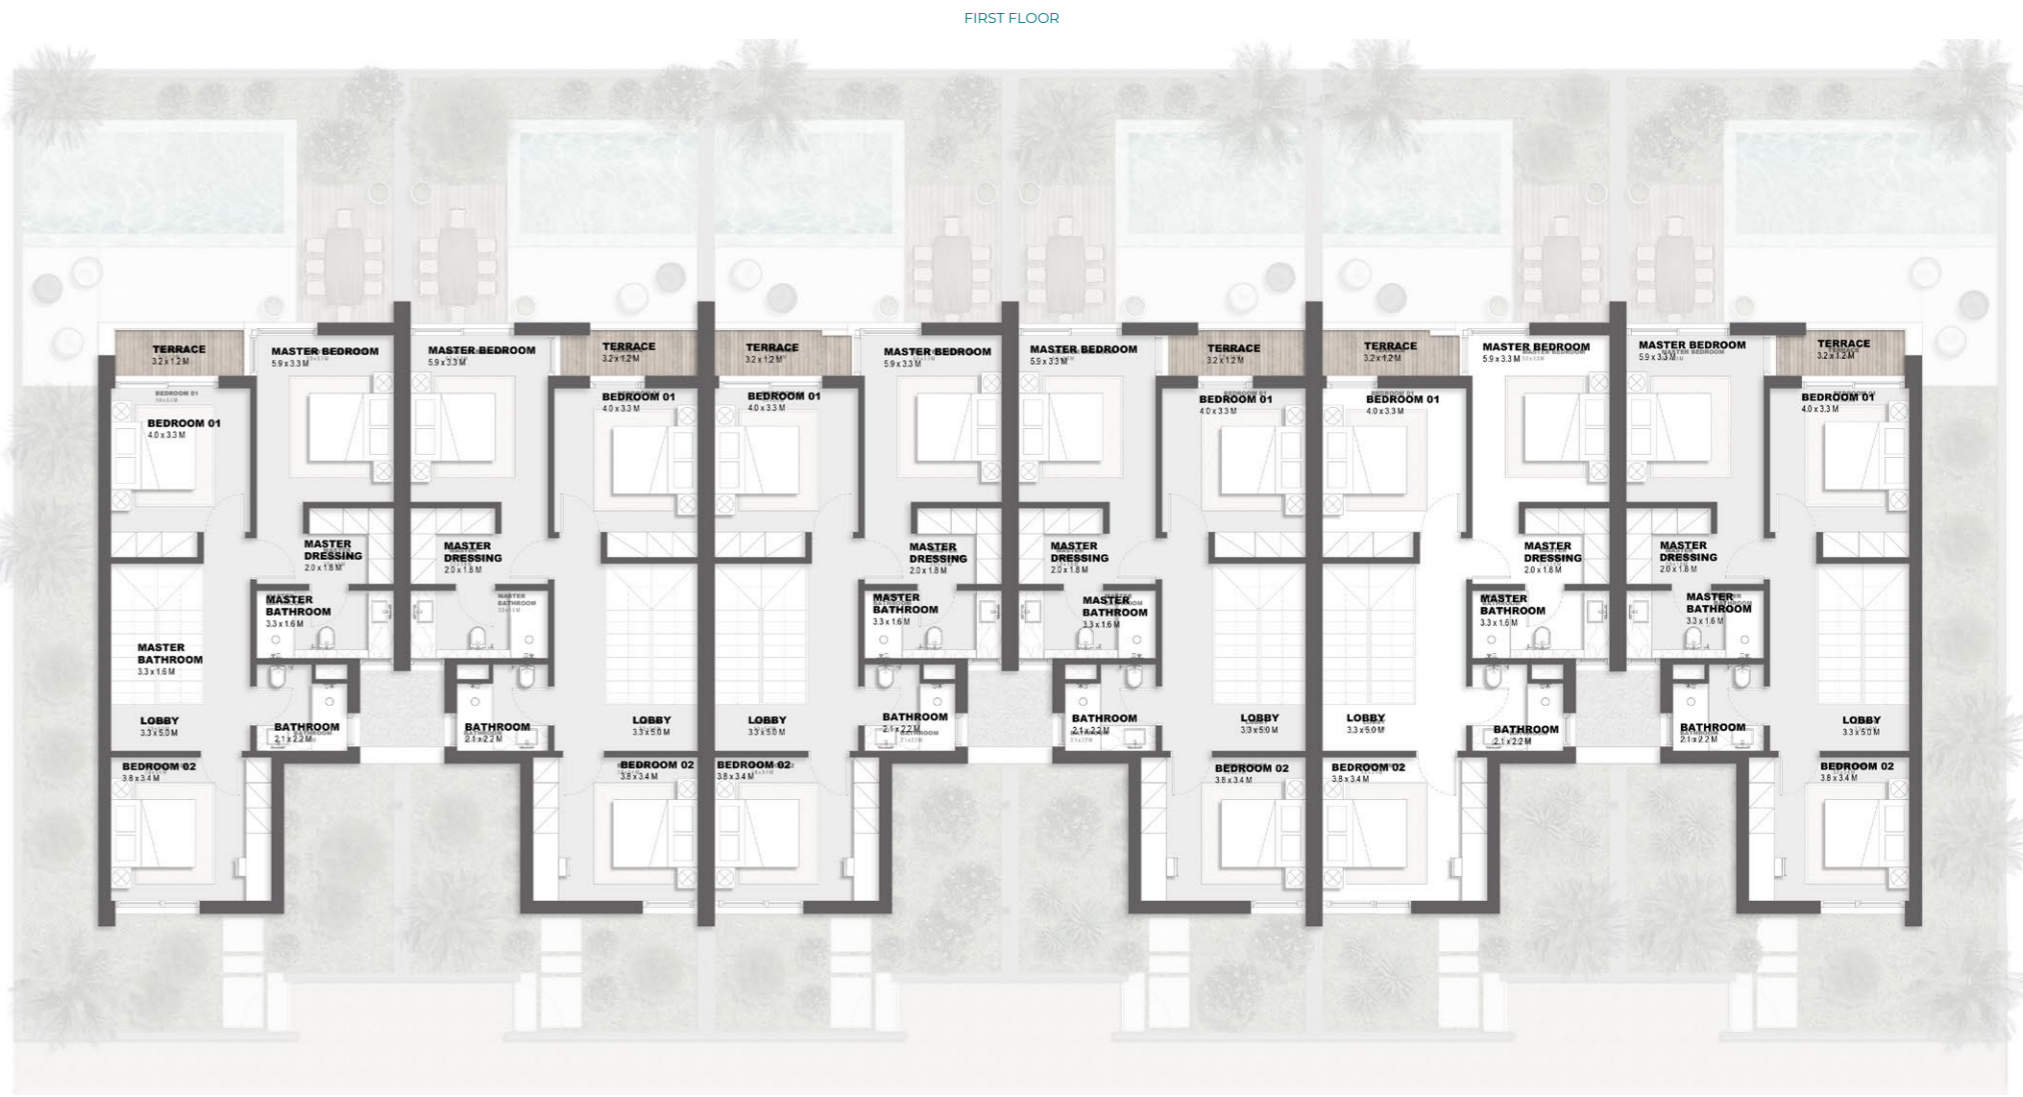 FIRST FLOOR
TERRACE
3.2 x 1.2 M
MASTER BEDROOM
5.9 x 3.3 M
BEDROOM 01
BEDROOM 01
4.0 x 3.3 M
MASTER
DRESSING
2.0 x 1.8 M
MASTER
BATHROOM
3.3 x 1.6 M
MASTER
BATHROOM
3.3 x 1.6 M
LOBBY
3.3 x 5.0 M
BATHROOM
2.1 x 2.2 M
BEDROOM 02
3.8 x 3.4 M
MASTER BEDROOM
5.9 x 3.3 M
TERRACE
3.2 x 1.2 M
BEDROOM 01
4.0 x 3.3 M
MASTER
DRESSING
2.0 x 1.8 M
MASTER
BATHROOM
BATHROOM
2.1 x 2.2 M
LOBBY
3.3 x 5.0 M
BEDROOM 02
3.8 x 3.4 M
TERRACE
3.2 x 1.2 M
MASTER BEDROOM
5.9 x 3.3 M
BEDROOM 01
4.0 x 3.3 M
MASTER
DRESSING
2.0 x 1.8 M
MASTER
BATHROOM
3.3 x 1.6 M
LOBBY
3.3 x 5.0 M
BATHROOM
2.1 x 2.2 M
BEDROOM 02
3.8 x 3.4 M
MASTER BEDROOM
5.9 x 3.3 M
TERRACE
3.2 x 1.2 M
BEDROOM 01
4.0 x 3.3 M
MASTER
DRESSING
2.0 x 1.8 M
MASTER
BATHROOM
3.3 x 1.6 M
BATHROOM
2.1 x 2.2 M
LOBBY
3.3 x 5.0 M
BEDROOM 02
3.8 x 3.4 M
TERRACE
3.2 x 1.2 M
MASTER BEDROOM
5.9 x 3.3 M
BEDROOM 01
4.0 x 3.3 M
MASTER
DRESSING
2.0 x 1.8 M
MASTER
BATHROOM
3.3 x 1.6 M
LOBBY
3.3 x 5.0 M
BATHROOM
2.1 x 2.2 M
BEDROOM 02
3.8 x 3.4 M
MASTER BEDROOM
5.9 x 3.3 M
TERRACE
3.2 x 1.2 M
BEDROOM 01
4.0 x 3.3 M
MASTER
DRESSING
2.0 x 1.8 M
MASTER
BATHROOM
3.3 x 1.6 M
BATHROOM
2.1 x 2.2 M
LOBBY
3.3 x 5.0 M
BEDROOM 02
3.8 x 3.4 M